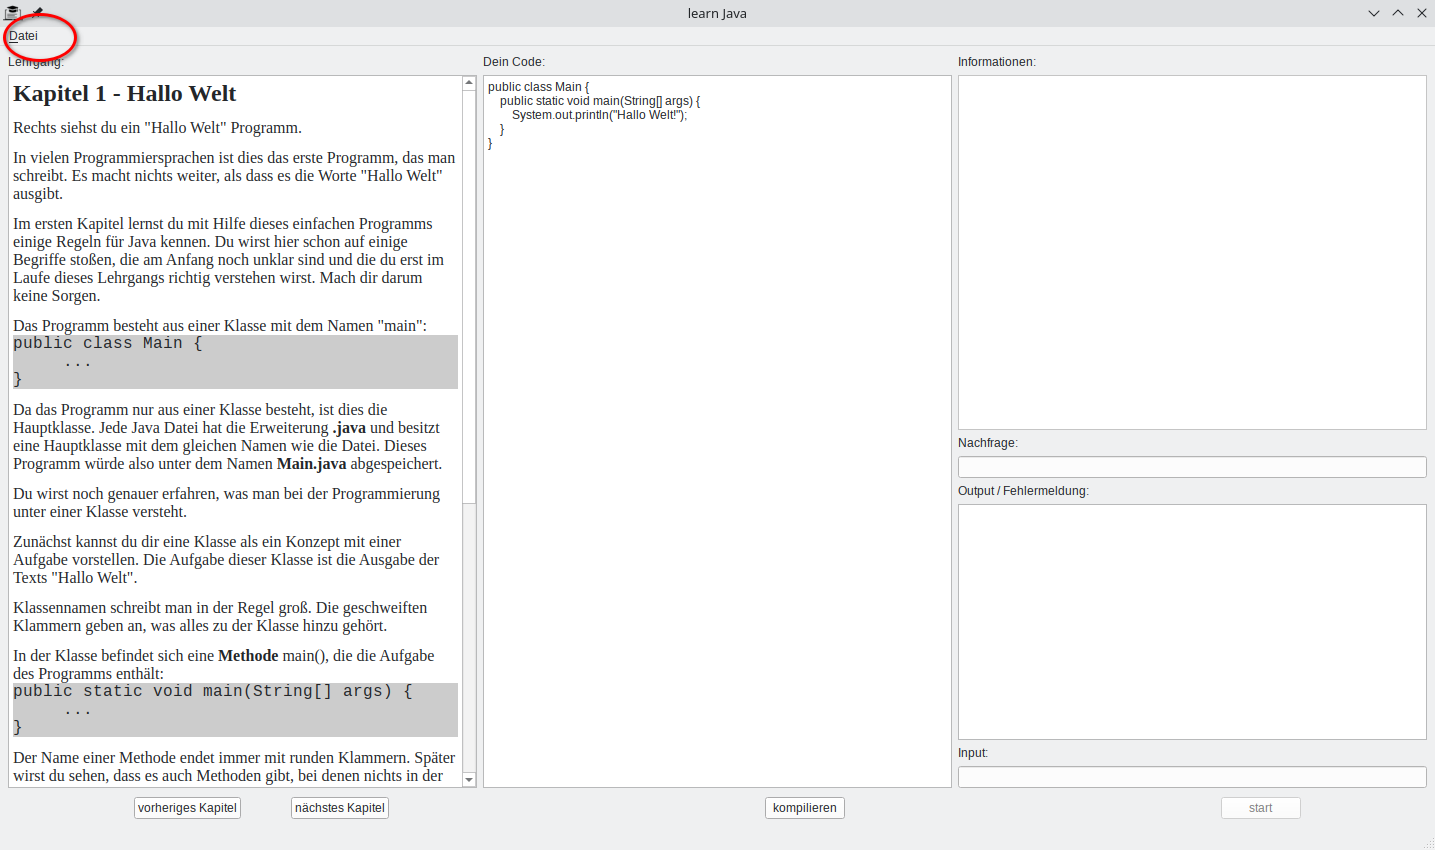 learn Java
Datei
Lehrgang:
Kapitel 1 - Hallo Welt
Rechts siehst du ein "Hallo Welt" Programm.
In vielen Programmiersprachen ist dies das erste Programm, das man
schreibt. Es macht nichts weiter, als dass es die Worte "Hallo Welt"
ausgibt.
Im ersten Kapitel lernst du mit Hilfe dieses einfachen Programms
einige Regeln für Java kennen. Du wirst hier schon auf einige
Begriffe stoßen, die am Anfang noch unklar sind und die du erst im
Laufe dieses Lehrgangs richtig verstehen wirst. Mach dir darum
keine Sorgen.
Das Programm besteht aus einer Klasse mit dem Namen "main":
public class Main {
...
}
Da das Programm nur aus einer Klasse besteht, ist dies die
Hauptklasse. Jede Java Datei hat die Erweiterung .java und besitzt
eine Hauptklasse mit dem gleichen Namen wie die Datei. Dieses
Programm würde also unter dem Namen Main.java abgespeichert.
Du wirst noch genauer erfahren, was man bei der Programmierung
unter einer Klasse versteht.
Zunächst kannst du dir eine Klasse als ein Konzept mit einer
Aufgabe vorstellen. Die Aufgabe dieser Klasse ist die Ausgabe der
Texts "Hallo Welt".
Klassennamen schreibt man in der Regel groß. Die geschweiften
Klammern geben an, was alles zu der Klasse hinzu gehört.
In der Klasse befindet sich eine Methode main(), die die Aufgabe
des Programms enthält:
public static void main(String[] args) {
...
}
Der Name einer Methode endet immer mit runden Klammern. Später
wirst du sehen, dass es auch Methoden gibt, bei denen nichts in der
vorheriges Kapitel
nächstes Kapitel
Dein Code:
public class Main {
public static void main(String[] args) {
System.out.println("Hallo Welt!");
}
}
kompilieren
Informationen:
Nachfrage:
Output / Fehlermeldung:
Input:
start